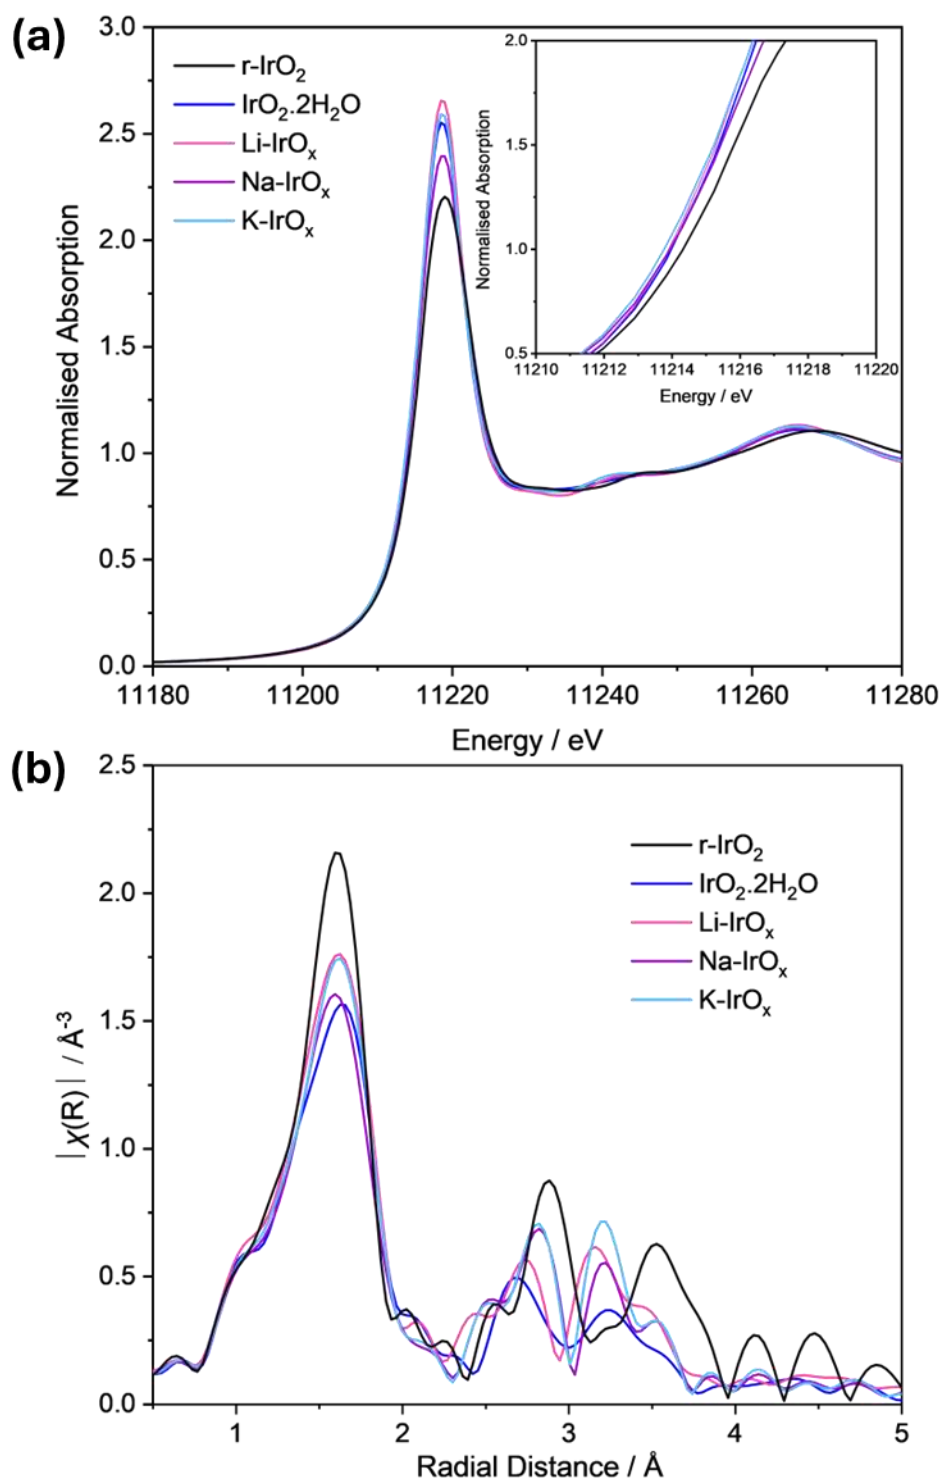 (a)
3.0
2.5
2.0
1.5
1.0
0.5
0.0
Normalised Absorption
r-IrO₂
IrO₂.2H₂O
Li-IrOₓ
Na-IrOₓ
K-IrOₓ
2.0
1.5
1.0
0.5
Normalised Absorption
11210 11212 11214 11216 11218 11220
Energy / eV
11180 11200 11220 11240 11260 11280
Energy / eV
(b)
2.5
2.0
1.5
1.0
0.5
0.0
|χ(R)| / Å⁻³
r-IrO₂
IrO₂.2H₂O
Li-IrOₓ
Na-IrOₓ
K-IrOₓ
1 2 3 4 5
Radial Distance / Å